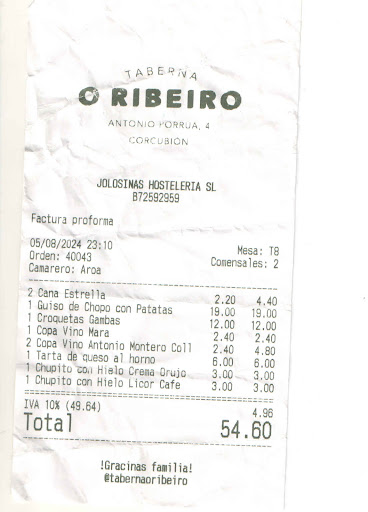 TABERNA
O RIBEIRO
ANTONIO PORRUA, 4
CORCUBION
JOLOSINAS HOSTELERIA SL
B72592959
Factura proforma
05/08/2024 23:10 Mesa: T8
Orden: 40043 Comensales: 2
Camarero: Aroa
2 Cana Estrella 2.20 4.40
1 Guiso de Chopo con Patatas 19.00 19.00
1 Croquetas Gambas 12.00 12.00
1 Copa Vino Mara 2.40 2.40
2 Copa Vino Antonio Montero Coll 2.40 4.80
1 Tarta de queso al horno 6.00 6.00
1 Chupito con Hielo Crema Orujo 3.00 3.00
1 Chupito con Hielo Licor Cafe 3.00 3.00
IVA 10% (49.64) 4.96
Total 54.60
!Gracinas familia!
@tabernaoribeiro